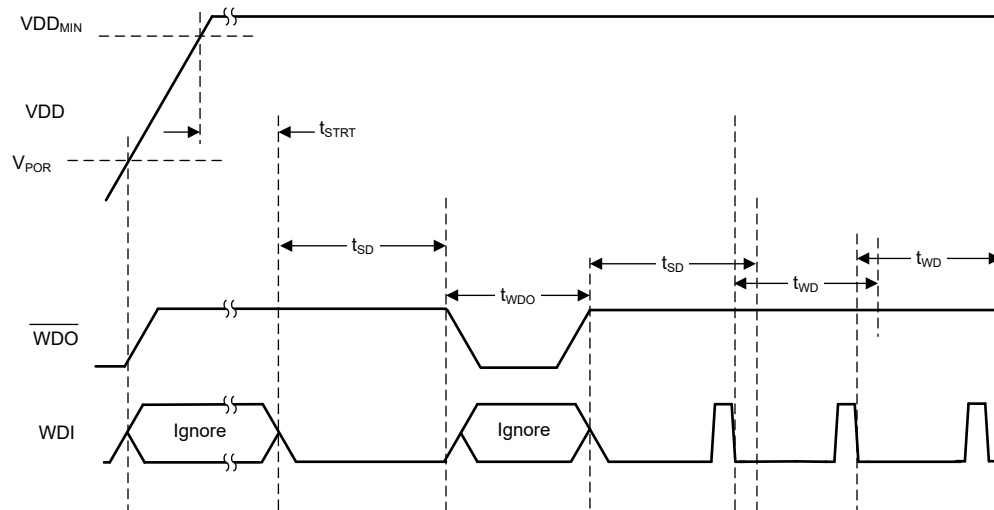 VDDMIN
VDD
tSTRT
VPOR
tSD
tSD
tWD
tWD
tWDO
WDO
WDI
Ignore
Ignore